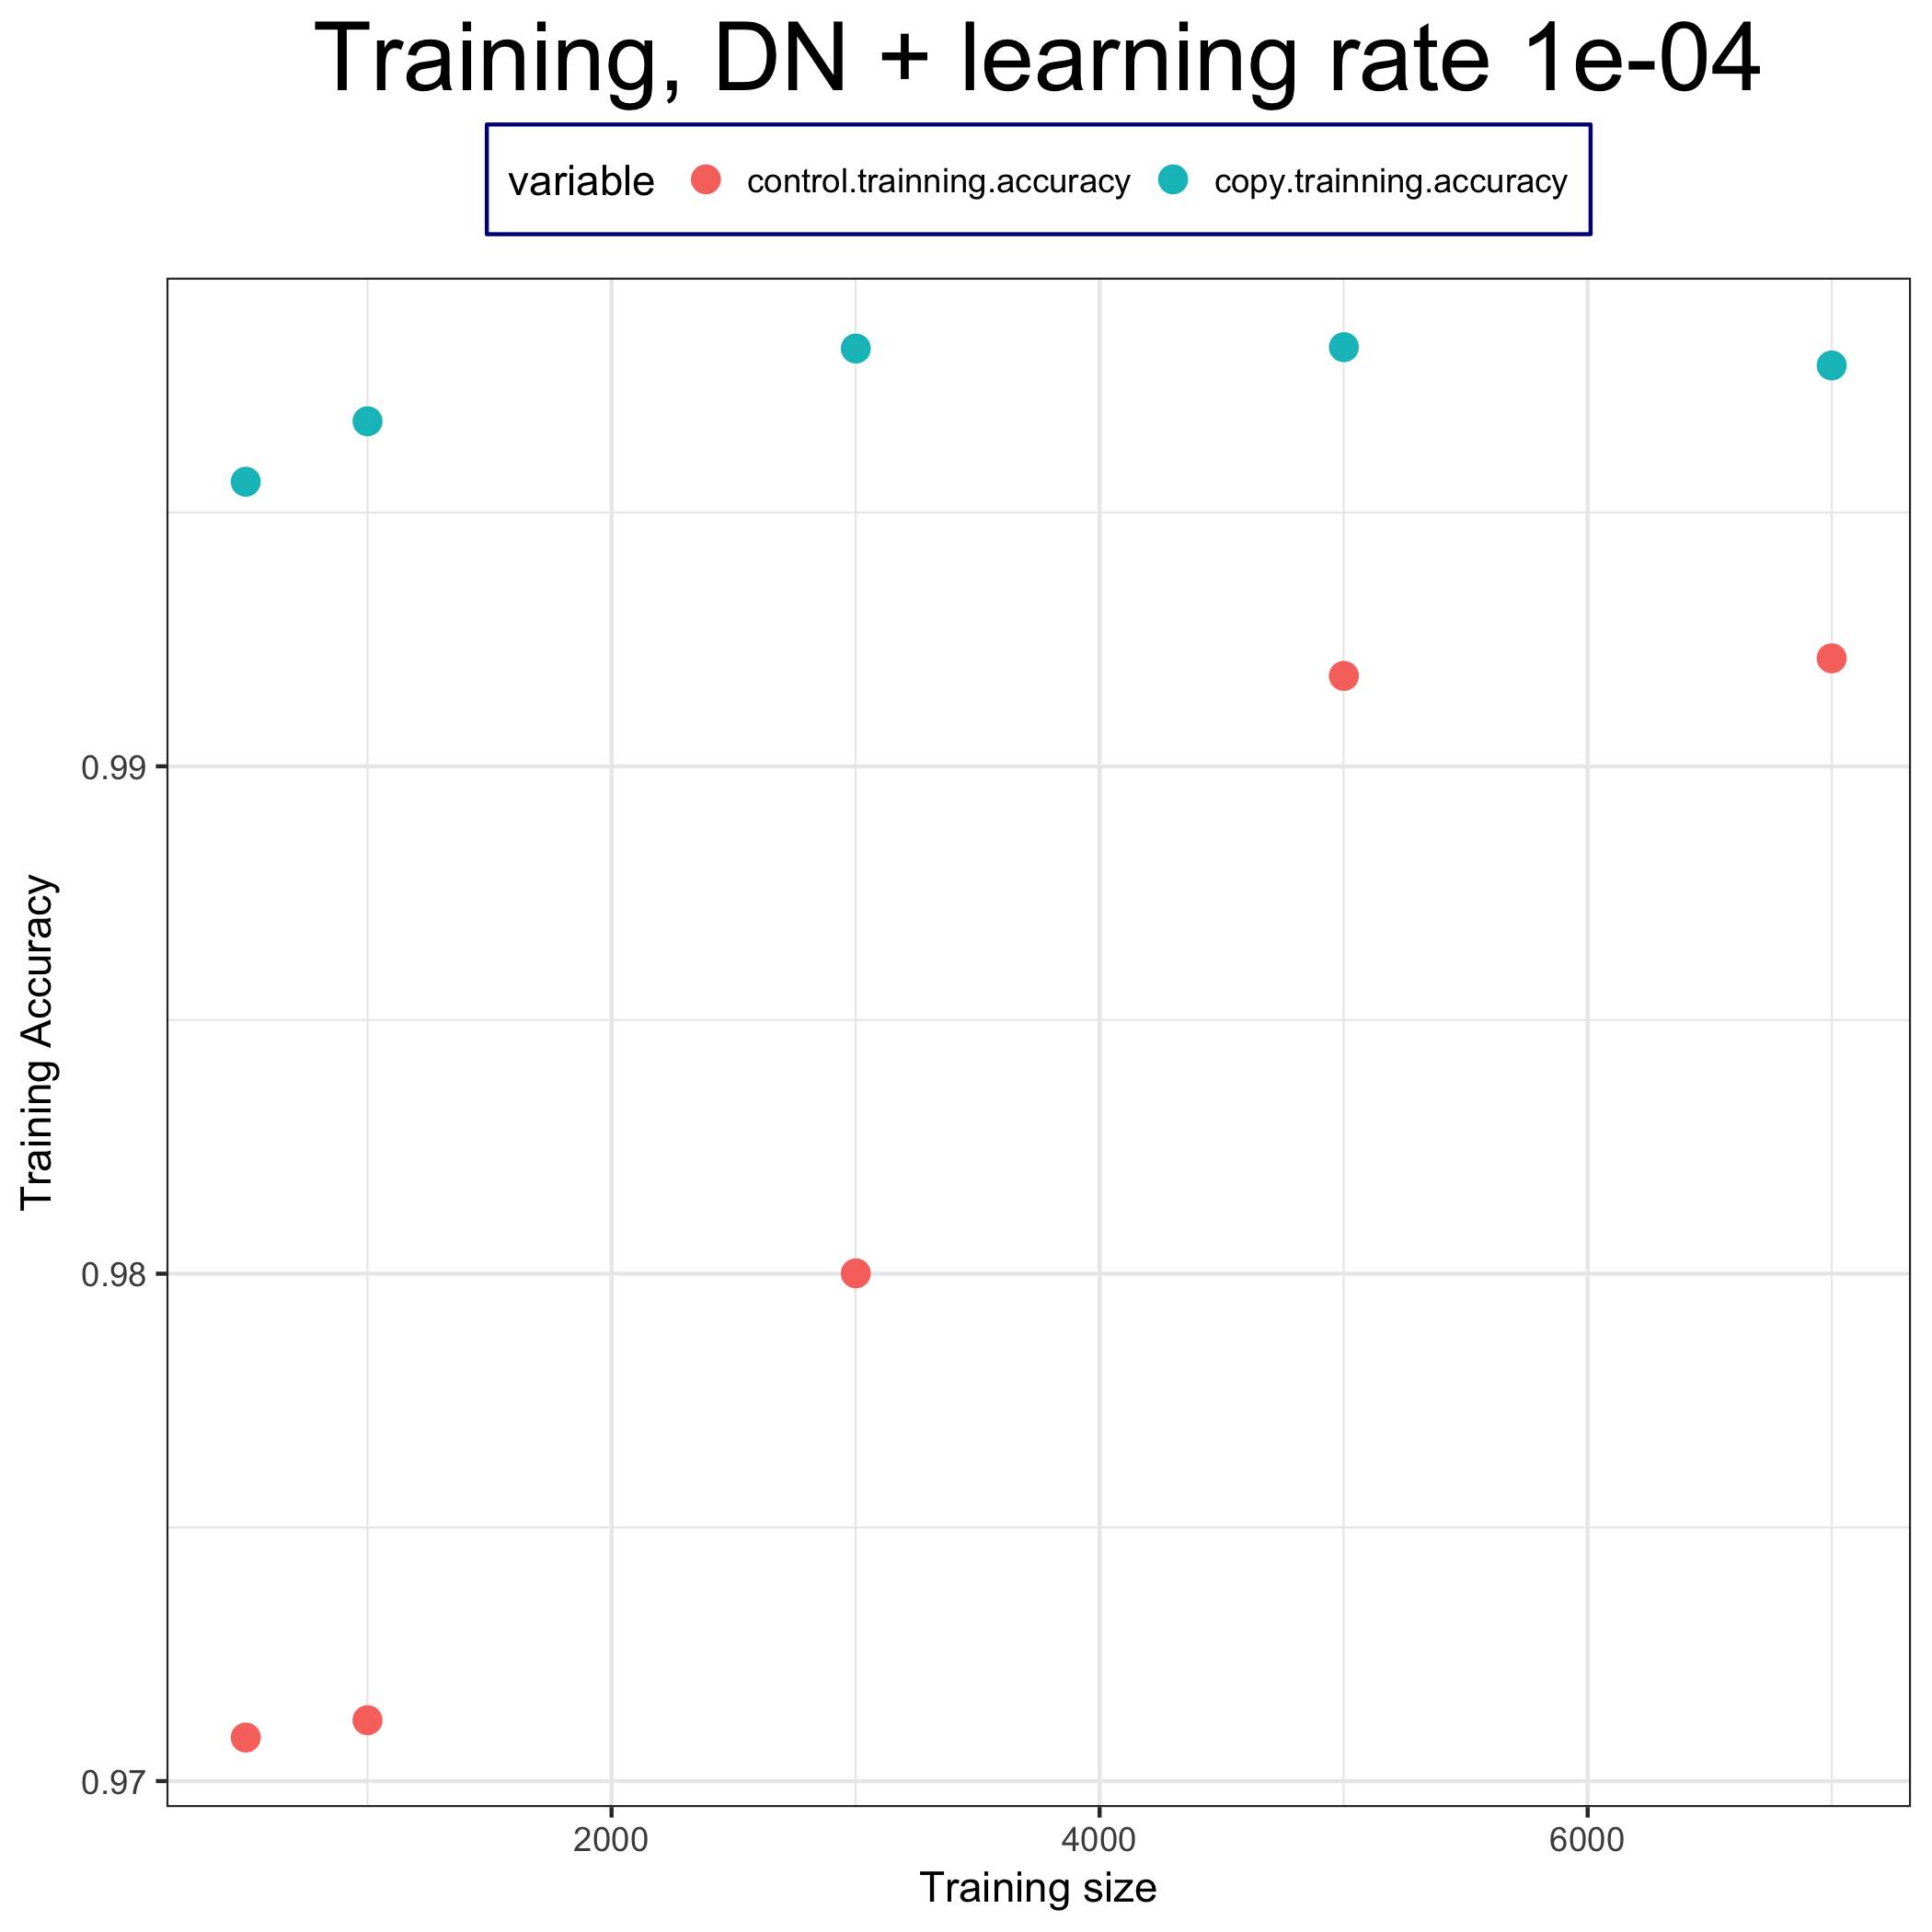 Training, DN + learning rate 1e-04
variable control.trainning.accuracy copy.trainning.accuracy
0.99
0.98
0.97
Training Accuracy
2000 4000 6000
Training size